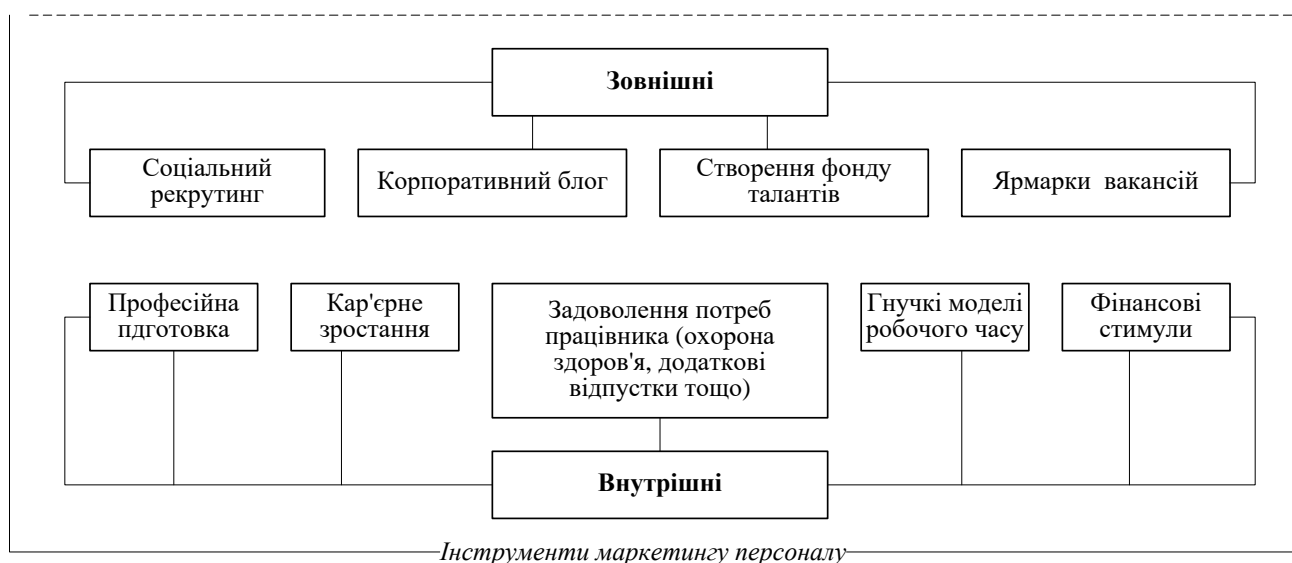 Зовнішні
Соціальний
рекрутинг
Корпоративний блог
Створення фонду
талантів
Ярмарки вакансій
Професійна
пдготовка
Кар'єрне
зростання
Задоволення потреб
працівника (охорона
здоров'я, додаткові
відпустки тощо)
Гнучкі моделі
робочого часу
Фінансові
стимули
Внутрішні
Інструменти маркетингу персоналу